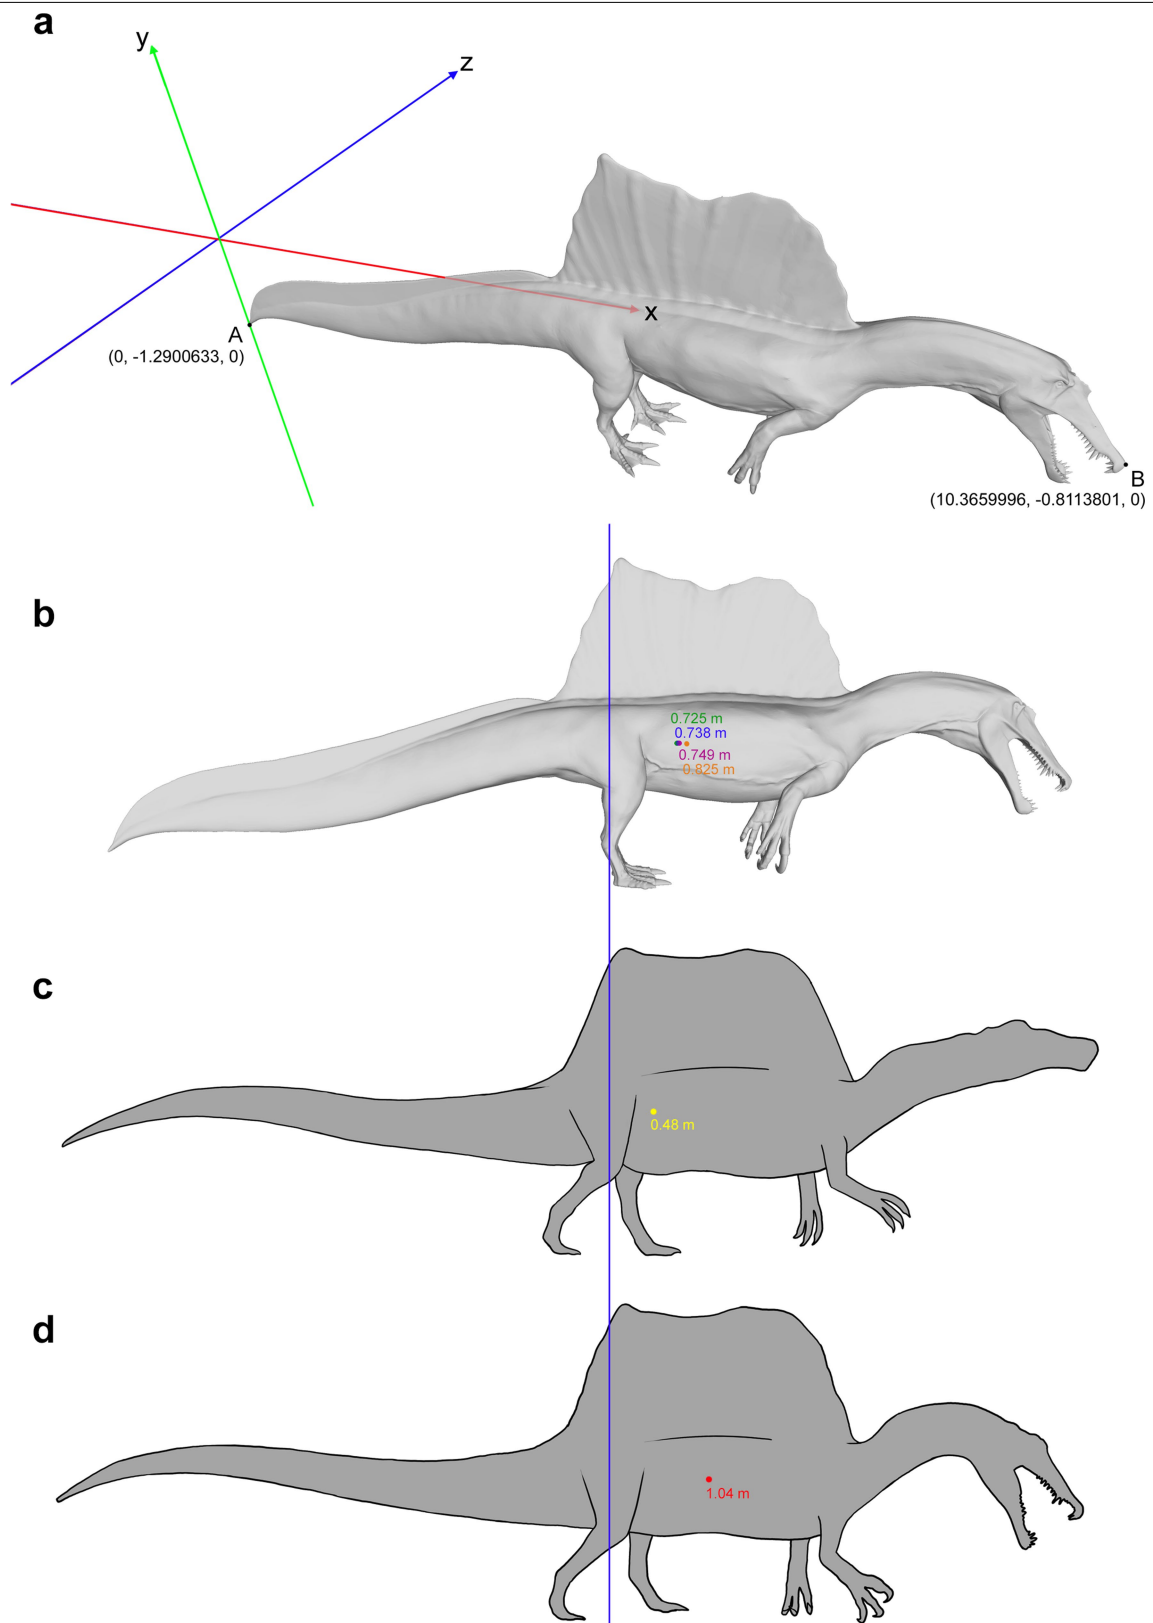 a
y
z
x
A
(0, -1.2900633, 0)
B
(10.3659996, -0.8113801, 0)
b
0.725 m
0.738 m
0.749 m
0.825 m
c
0.48 m
d
1.04 m